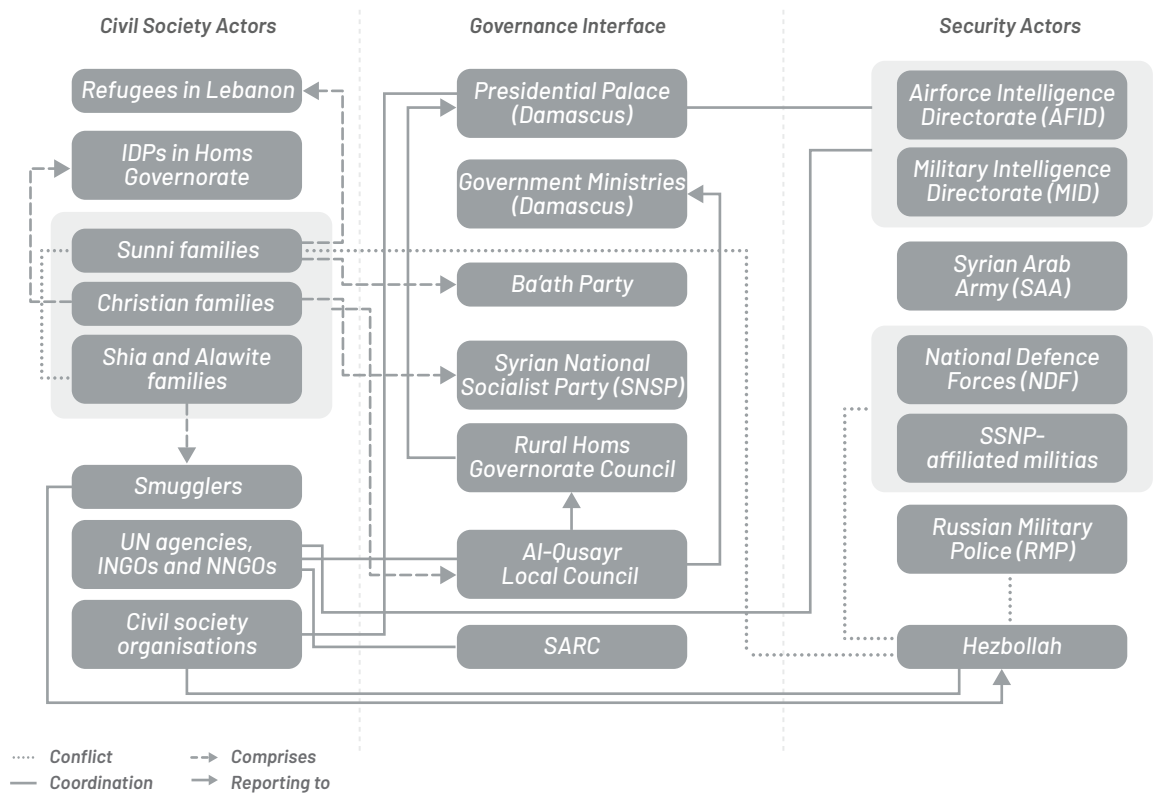 Civil Society Actors
Governance Interface
Security Actors
Refugees in Lebanon
IDPs in Homs
Governorate
Sunni families
Christian families
Shia and Alawite
families
Smugglers
UN agencies,
INGOs and NNGOs
Civil society
organisations
Presidential Palace
(Damascus)
Government Ministries
(Damascus)
Ba'ath Party
Syrian National
Socialist Party (SNSP)
Rural Homs
Governorate Council
Al-Qusayr
Local Council
SARC
Airforce Intelligence
Directorate (AFID)
Military Intelligence
Directorate (MID)
Syrian Arab
Army (SAA)
National Defence
Forces (NDF)
SSNP-
affiliated militias
Russian Military
Police (RMP)
Hezbollah
Conflict
Comprises
Coordination
Reporting to